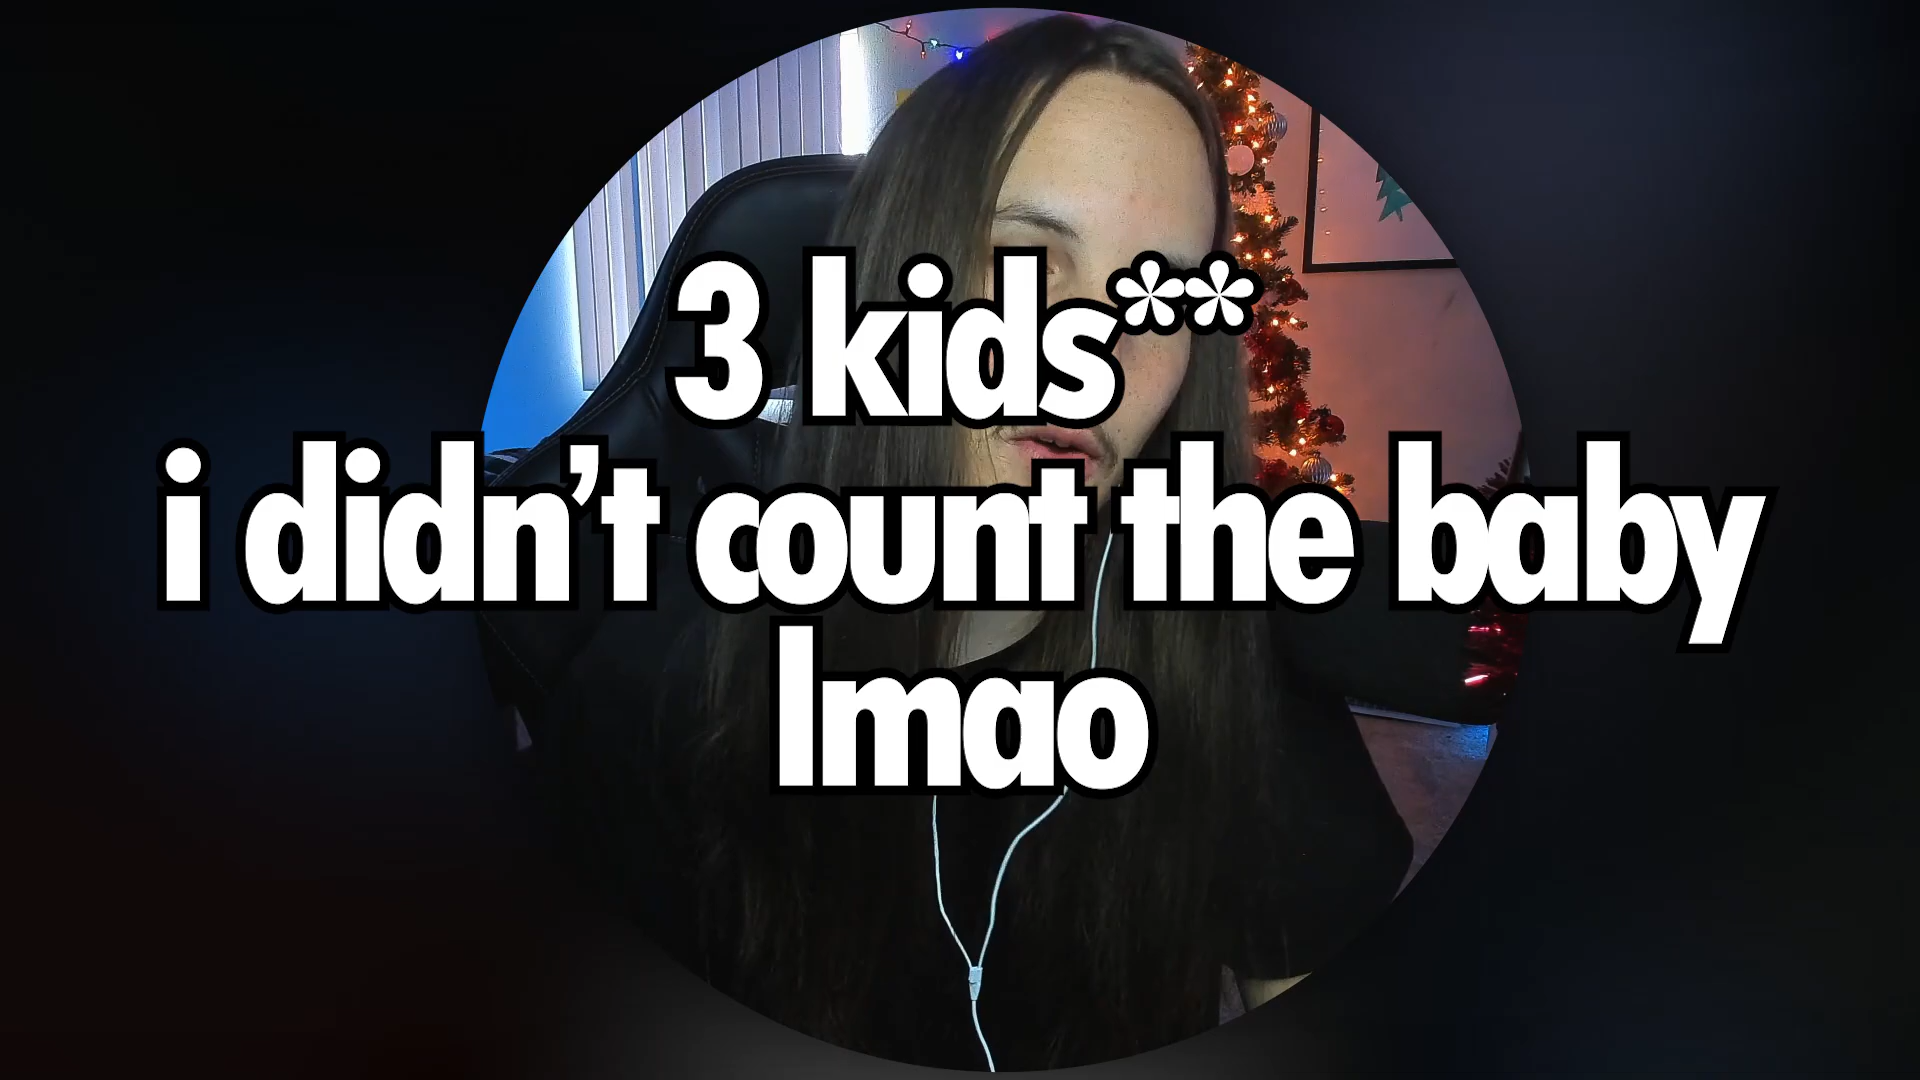 3 kids**
i didn’t count the baby
lmao